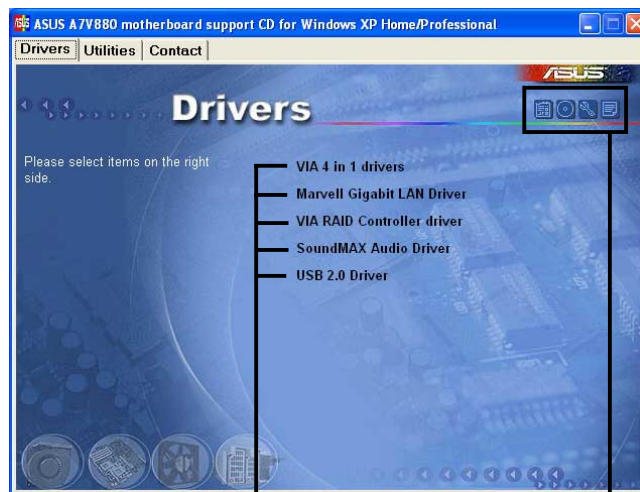 ASUS A7V880 motherboard support CD for Windows XP Home/Professional
Drivers Utilities Contact
ASUS
Drivers
Please select items on the right
side.
VIA 4 in 1 drivers
Marvell Gigabit LAN Driver
VIA RAID Controller driver
SoundMAX Audio Driver
USB 2.0 Driver